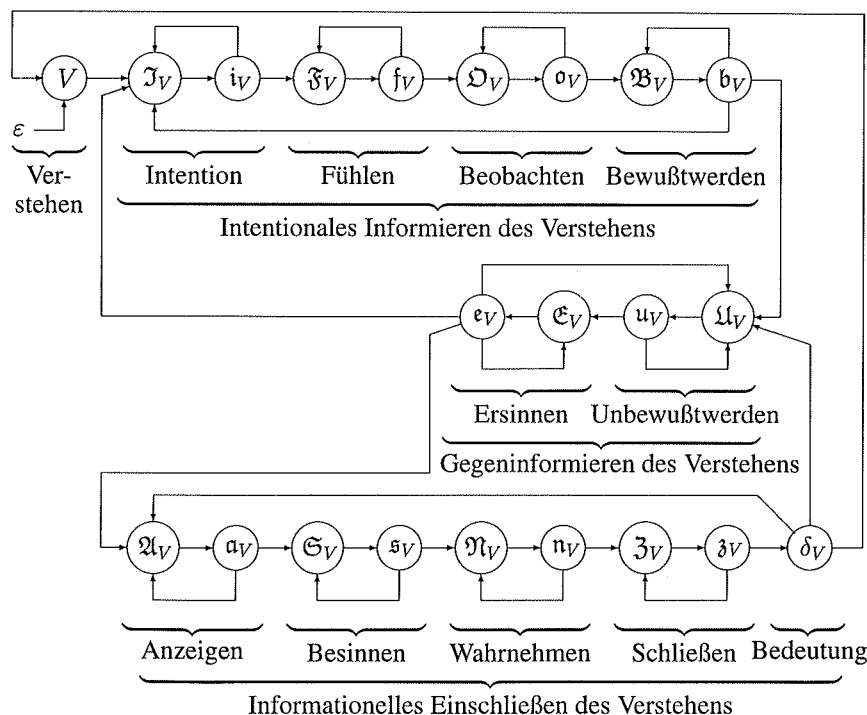 V ℑ_V i_V 𝔉_V 𝔣_V 𝔒_V 𝔬_V 𝔅_V 𝔟_V
ε
Ver-
stehen
Intention Fühlen Beobachten Bewußtwerden
Intentionales Informieren des Verstehens
𝔢_V 𝔈_V 𝔲_V 𝔘_V
Ersinnen Unbewußtwerden
Gegeninformieren des Verstehens
𝔄_V 𝔞_V 𝔖_V 𝔰_V 𝔑_V 𝔫_V ℨ_V 𝔷_V δ_V
Anzeigen Besinnen Wahrnehmen Schließen Bedeutung
Informationelles Einschließen des Verstehens